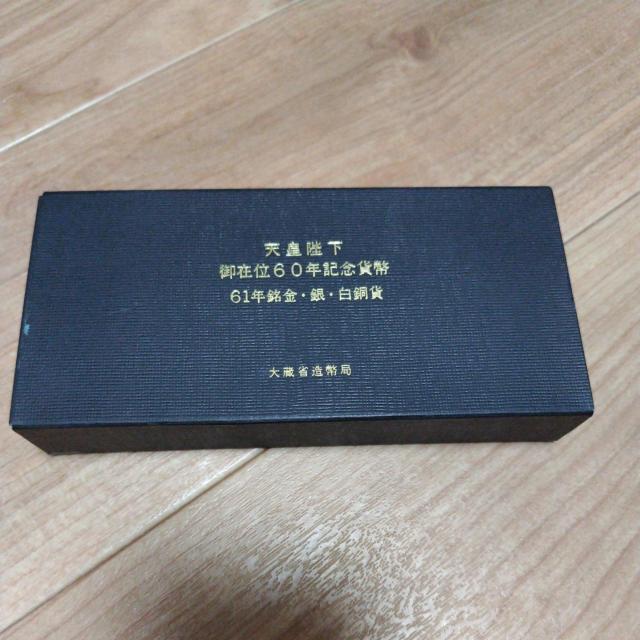 天皇陛下
御在位60年記念貨幣
61年銘金・銀・白銅貨
大蔵省造幣局